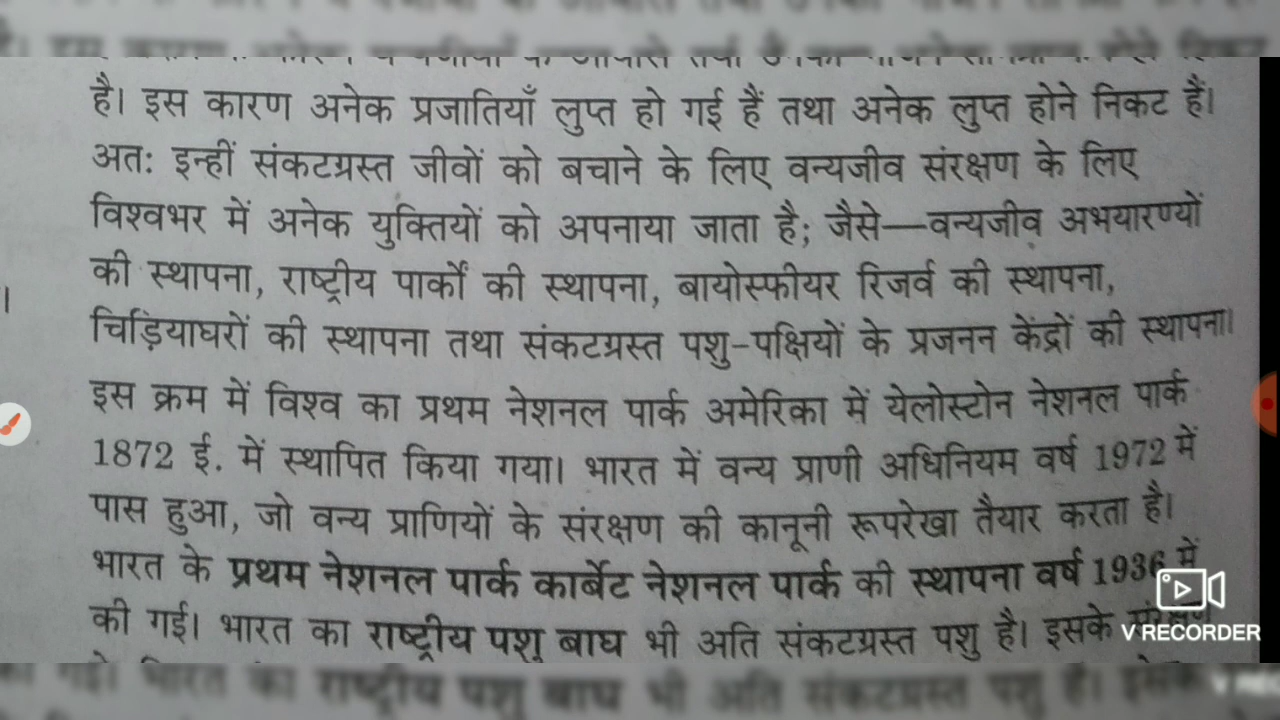 है। इस कारण अनेक प्रजातियाँ लुप्त हो गई हैं तथा अनेक लुप्त होने निकट हैं।
अतः इन्हीं संकटग्रस्त जीवों को बचाने के लिए वन्यजीव संरक्षण के लिए
विश्वभर में अनेक युक्तियों को अपनाया जाता है; जैसे—वन्यजीव अभयारण्यों
की स्थापना, राष्ट्रीय पार्कों की स्थापना, बायोस्फीयर रिजर्व की स्थापना,
चिड़ियाघरों की स्थापना तथा संकटग्रस्त पशु-पक्षियों के प्रजनन केंद्रों की स्थापना।
इस क्रम में विश्व का प्रथम नेशनल पार्क अमेरिका में येलोस्टोन नेशनल पार्क
1872 ई. में स्थापित किया गया। भारत में वन्य प्राणी अधिनियम वर्ष 1972 में
पास हुआ, जो वन्य प्राणियों के संरक्षण की कानूनी रूपरेखा तैयार करता है।
भारत के प्रथम नेशनल पार्क कार्बेट नेशनल पार्क की स्थापना वर्ष 1936 में
की गई। भारत का राष्ट्रीय पशु बाघ भी अति संकटग्रस्त पशु है। इसके
V RECORDER